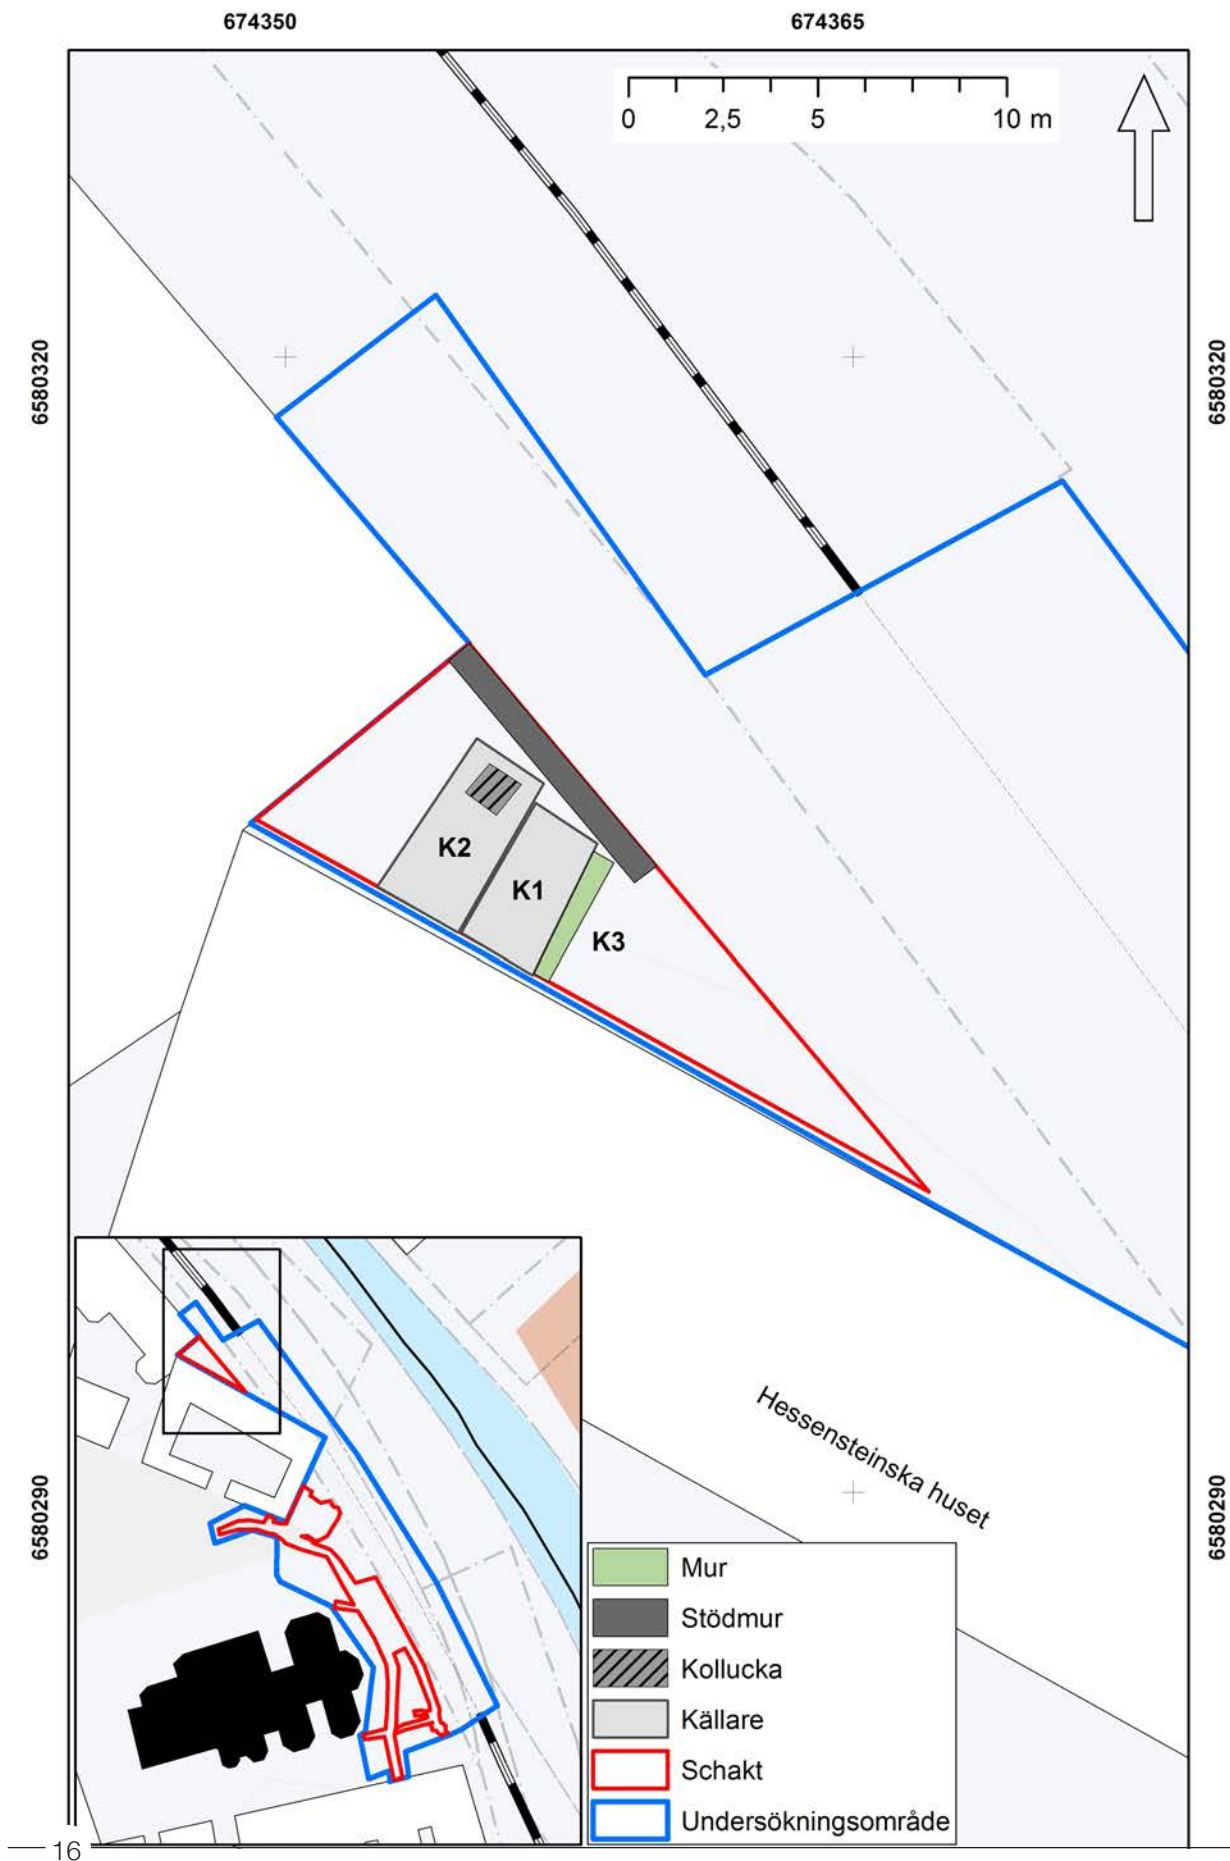 674350 674365
0 2,5 5 10 m
6580320 6580320
K2
K1
K3
Hessensteinska huset
6580290 6580290
Mur
Stödmur
Kollucka
Källare
Schakt
Undersökningsområde
16